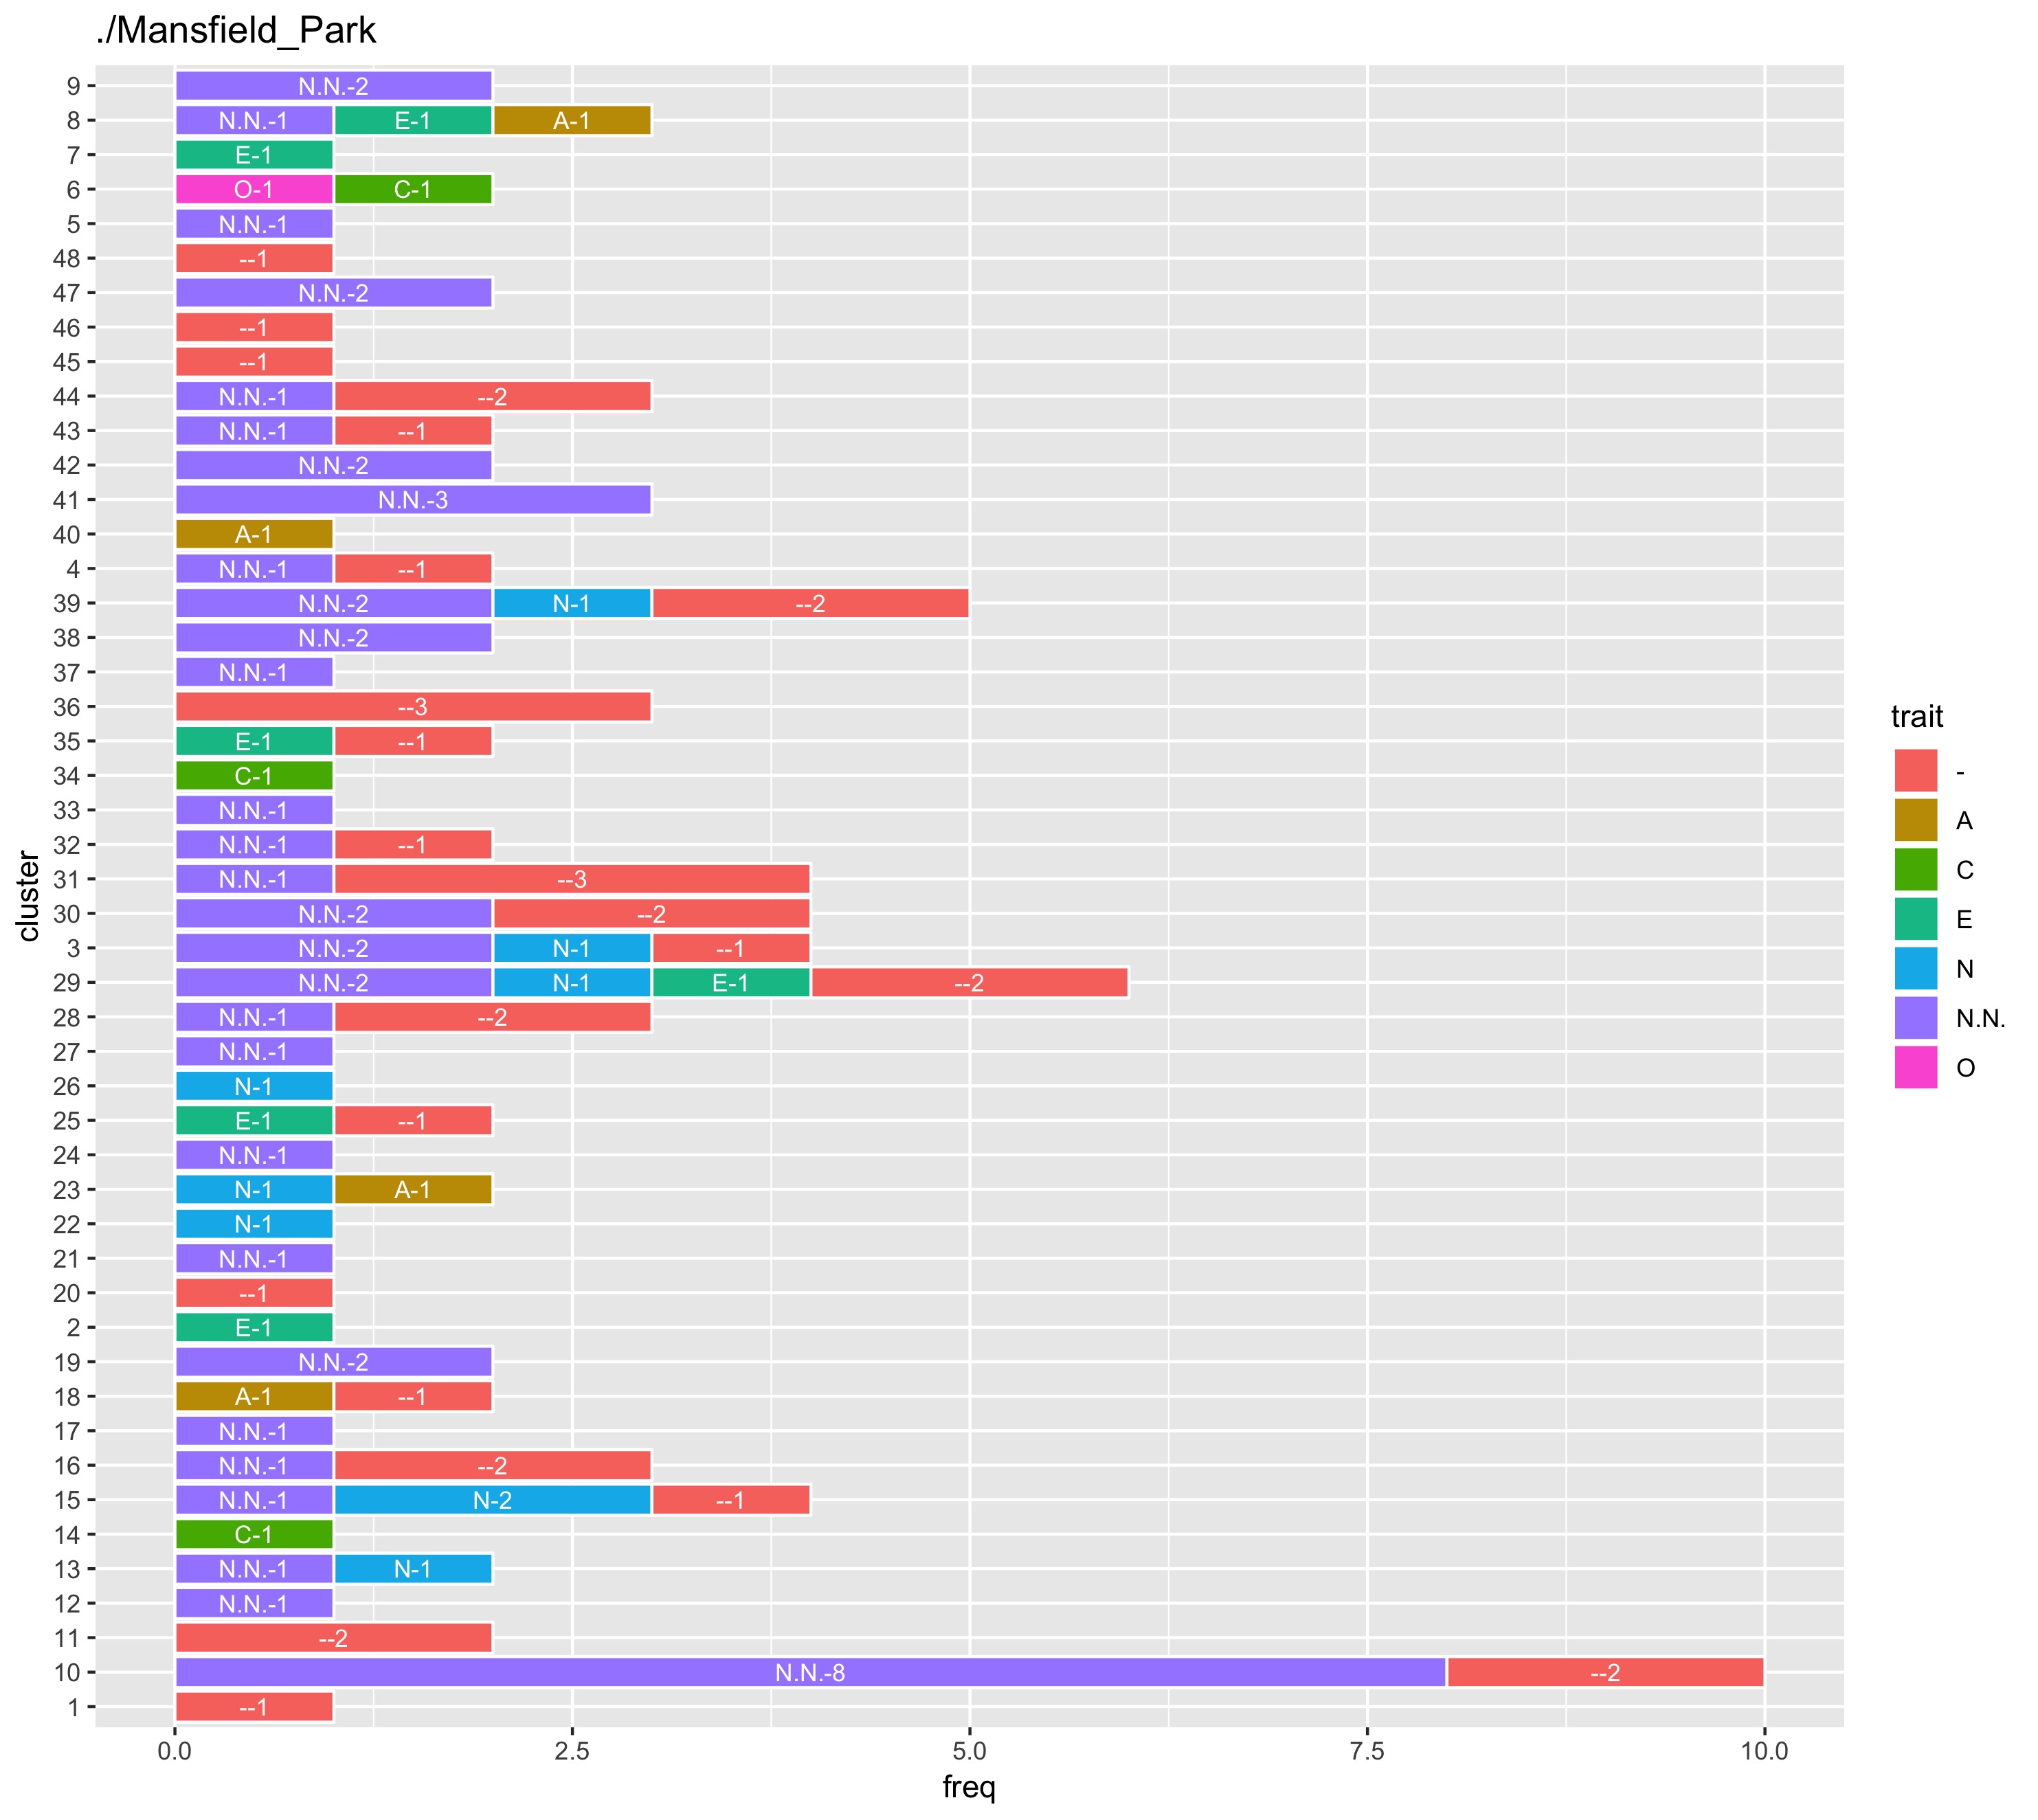 ./Mansfield_Park
9 N.N.-2
8 N.N.-1 E-1 A-1
7 E-1
6 O-1 C-1
5 N.N.-1
48 --1
47 N.N.-2
46 --1
45 --1
44 N.N.-1 --2
43 N.N.-1 --1
42 N.N.-2
41 N.N.-3
40 A-1
4 N.N.-1 --1
39 N.N.-2 N-1 --2
38 N.N.-2
37 N.N.-1
36 --3
35 E-1 --1
34 C-1
33 N.N.-1
32 N.N.-1 --1
31 N.N.-1 --3
30 N.N.-2 --2
3 N.N.-2 N-1 --1
29 N.N.-2 N-1 E-1 --2
28 N.N.-1 --2
27 N.N.-1
26 N-1
25 E-1 --1
24 N.N.-1
23 N-1 A-1
22 N-1
21 N.N.-1
20 --1
2 E-1
19 N.N.-2
18 A-1 --1
17 N.N.-1
16 N.N.-1 --2
15 N.N.-1 N-2 --1
14 C-1
13 N.N.-1 N-1
12 N.N.-1
11 --2
10 N.N.-8 --2
1 --1
0.0 2.5 5.0 7.5 10.0
freq
cluster
trait
-
A
C
E
N
N.N.
O